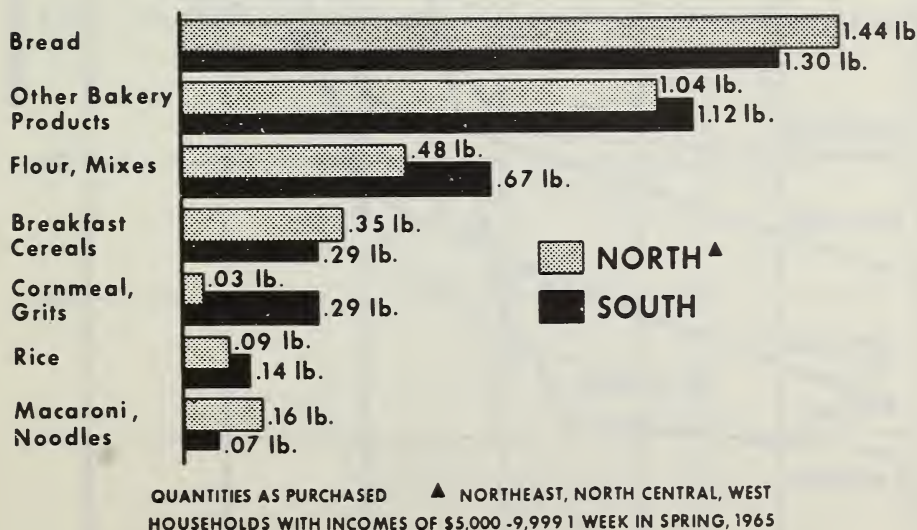 Bread
1.44 lb
1.30 lb.
Other Bakery
Products
1.04 lb.
1.12 lb.
Flour, Mixes
.48 lb.
.67 lb.
Breakfast
Cereals
.35 lb.
.29 lb.
Cornmeal,
Grits
.03 lb.
.29 lb.
Rice
.09 lb.
.14 lb.
Macaroni,
Noodles
.16 lb.
.07 lb.
NORTH▲
SOUTH
QUANTITIES AS PURCHASED ▲ NORTHEAST, NORTH CENTRAL, WEST
HOUSEHOLDS WITH INCOMES OF $5,000-9,999 1 WEEK IN SPRING, 1965